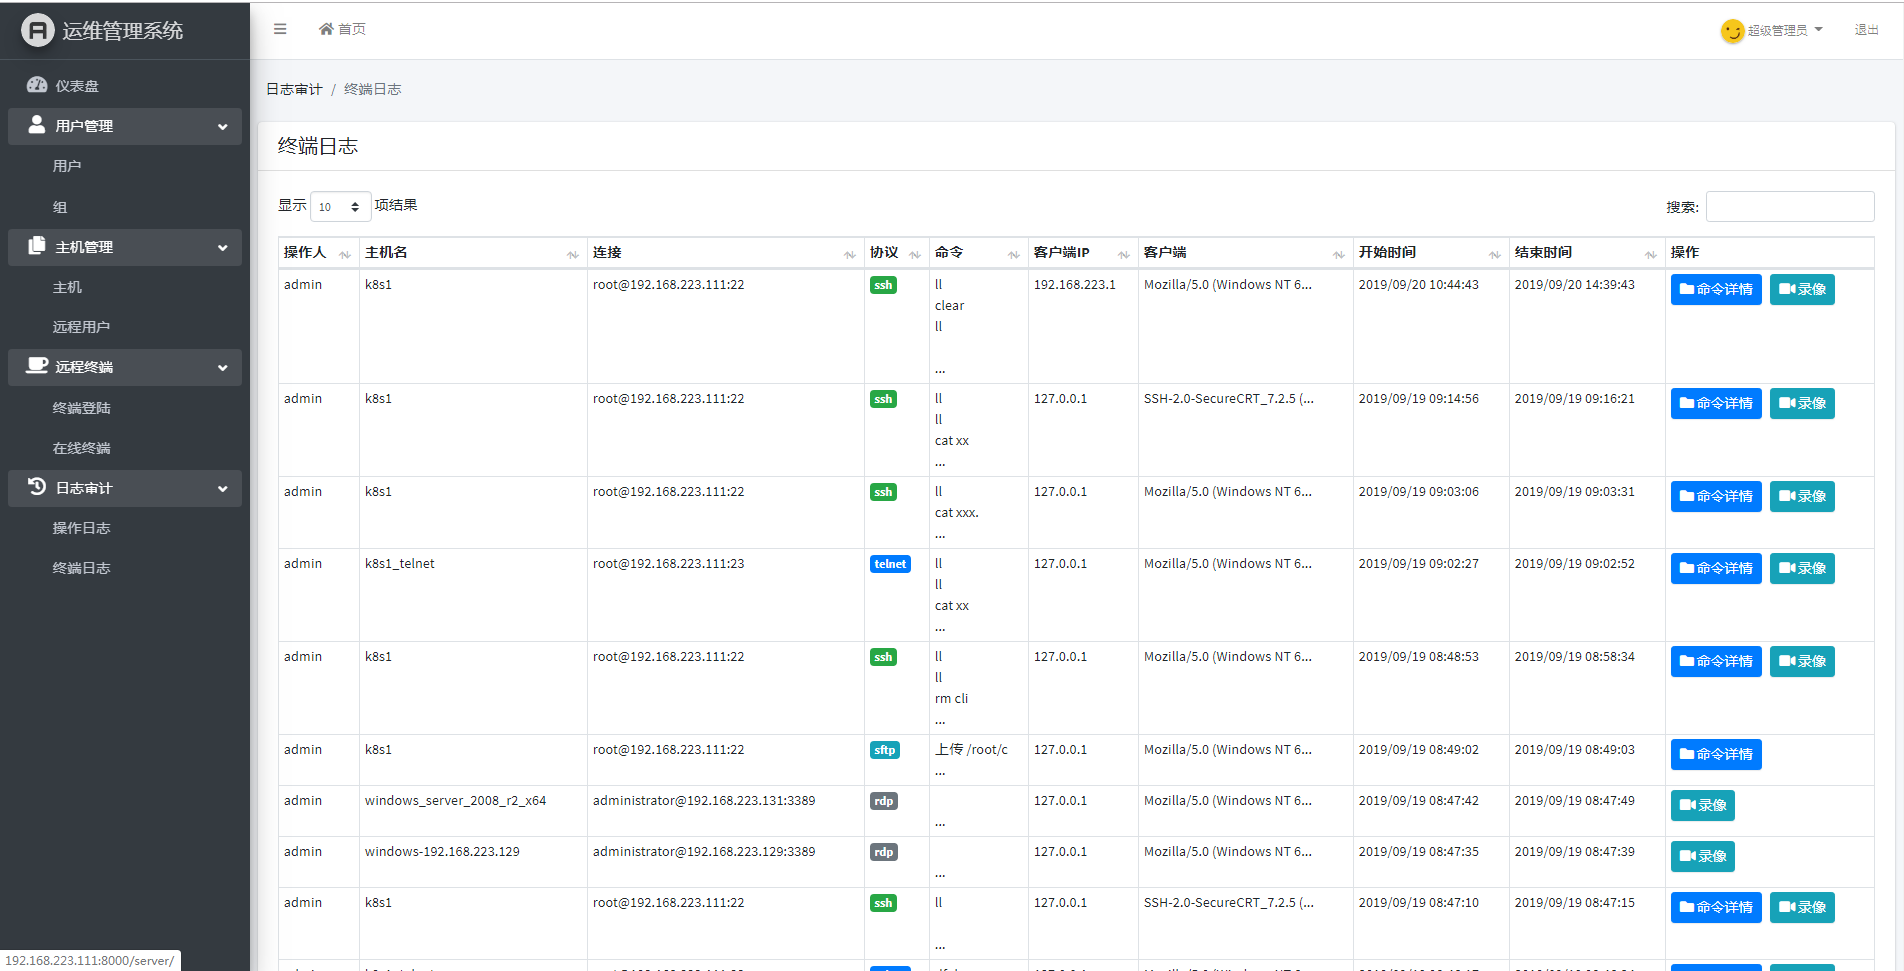 运维管理系统
首页
超级管理员
退出
仪表盘
用户管理
用户
组
主机管理
主机
远程用户
远程终端
终端登陆
在线终端
日志审计
操作日志
终端日志
日志审计 / 终端日志
终端日志
显示 10 项结果
搜索:
操作人 主机名 连接 协议 命令 客户端IP 客户端 开始时间 结束时间 操作
admin k8s1 root@192.168.223.111:22 ssh ll 192.168.223.1 Mozilla/5.0 (Windows NT 6... 2019/09/20 10:44:43 2019/09/20 14:39:43 命令详情 录像
clear
ll
...
admin k8s1 root@192.168.223.111:22 ssh ll 127.0.0.1 SSH-2.0-SecureCRT_7.2.5 (... 2019/09/19 09:14:56 2019/09/19 09:16:21 命令详情 录像
ll
cat xx
...
admin k8s1 root@192.168.223.111:22 ssh ll 127.0.0.1 Mozilla/5.0 (Windows NT 6... 2019/09/19 09:03:06 2019/09/19 09:03:31 命令详情 录像
cat xxx.
...
admin k8s1_telnet root@192.168.223.111:23 telnet ll 127.0.0.1 Mozilla/5.0 (Windows NT 6... 2019/09/19 09:02:27 2019/09/19 09:02:52 命令详情 录像
ll
cat xx
...
admin k8s1 root@192.168.223.111:22 ssh ll 127.0.0.1 Mozilla/5.0 (Windows NT 6... 2019/09/19 08:48:53 2019/09/19 08:58:34 命令详情 录像
ll
rm cli
...
admin k8s1 root@192.168.223.111:22 sftp 上传 /root/c 127.0.0.1 Mozilla/5.0 (Windows NT 6... 2019/09/19 08:49:02 2019/09/19 08:49:03 命令详情
...
admin windows_server_2008_r2_x64 administrator@192.168.223.131:3389 rdp 127.0.0.1 Mozilla/5.0 (Windows NT 6... 2019/09/19 08:47:42 2019/09/19 08:47:49 录像
...
admin windows-192.168.223.129 administrator@192.168.223.129:3389 rdp 127.0.0.1 Mozilla/5.0 (Windows NT 6... 2019/09/19 08:47:35 2019/09/19 08:47:39 录像
...
admin k8s1 root@192.168.223.111:22 ssh ll 127.0.0.1 SSH-2.0-SecureCRT_7.2.5 (... 2019/09/19 08:47:10 2019/09/19 08:47:15 命令详情 录像
...
192.168.223.111:8000/server/